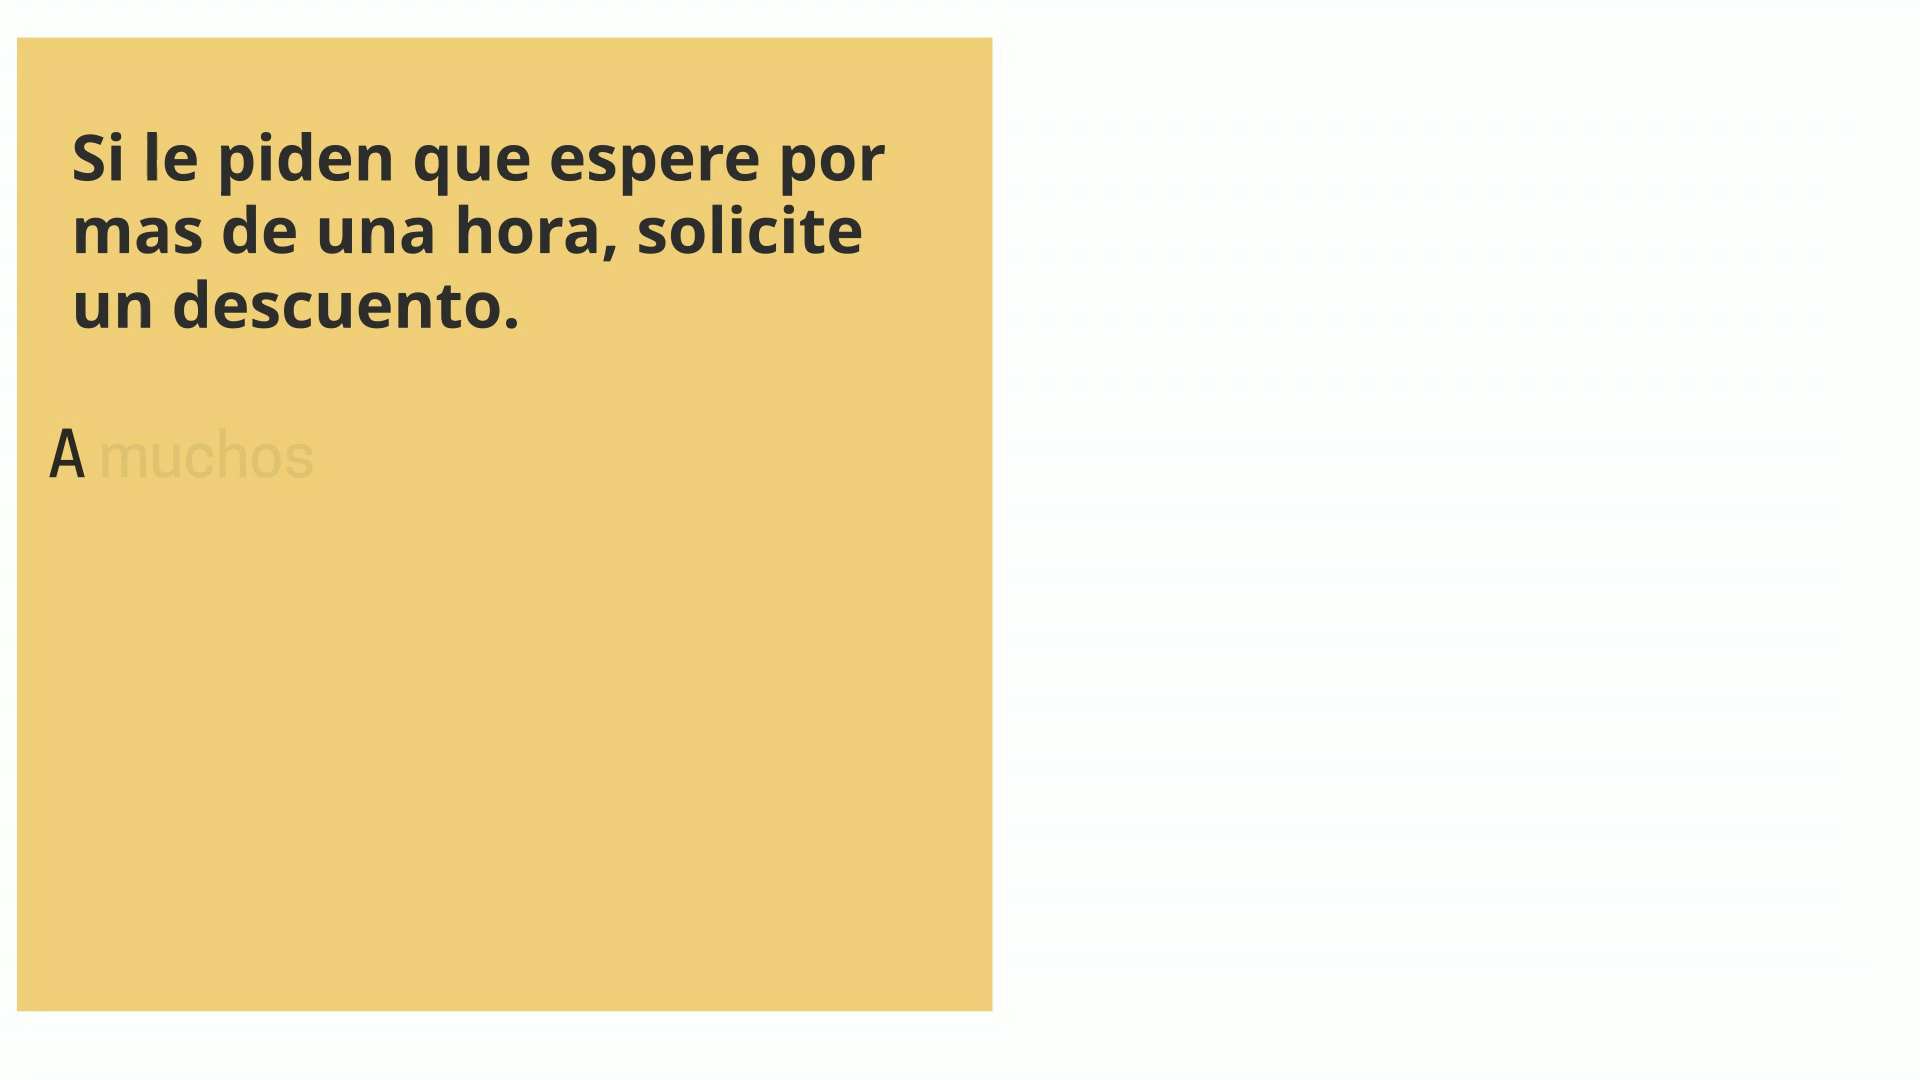 Si le piden que espere por
mas de una hora, solicite
un descuento.
A muchos